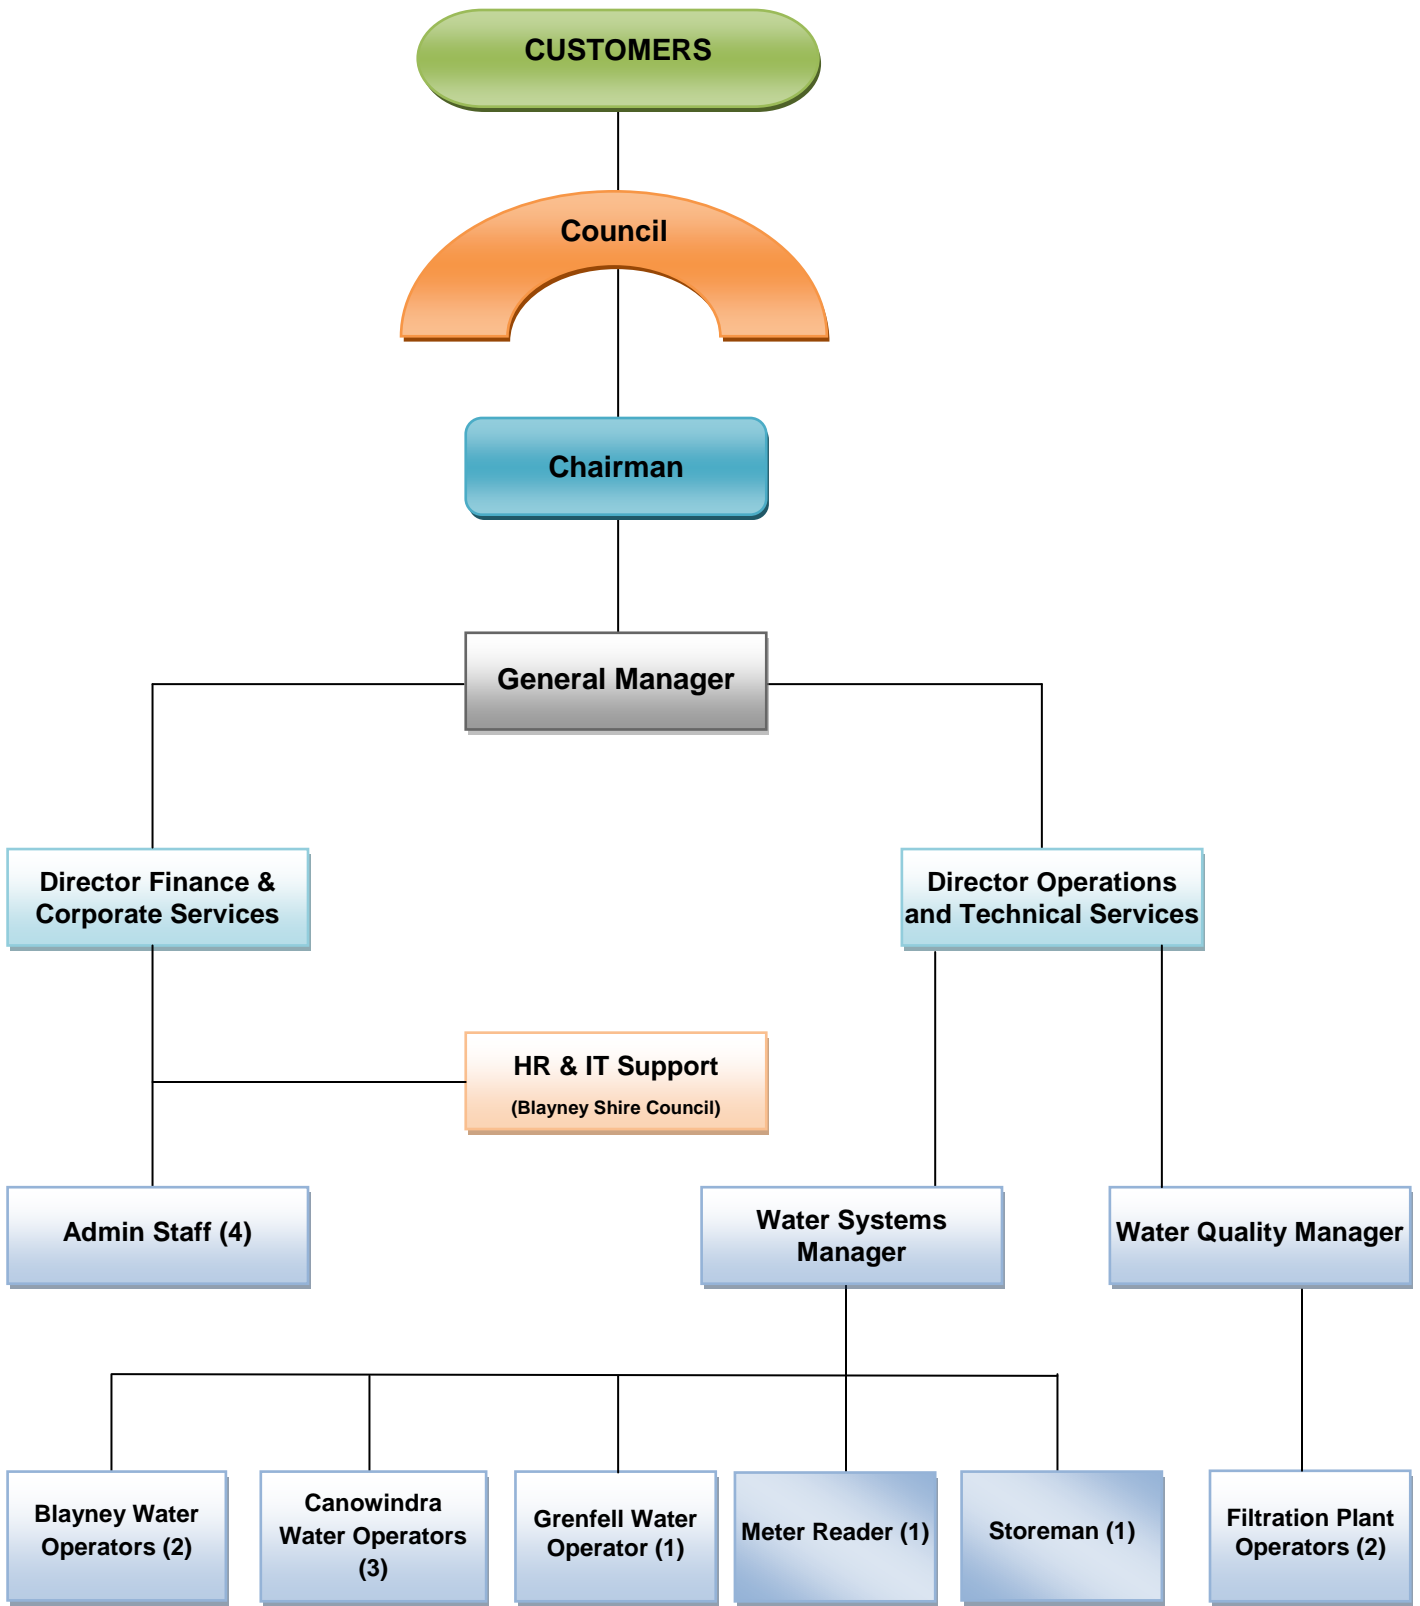 CUSTOMERS
Council
Chairman
General Manager
Director Finance &
Corporate Services
Director Operations
and Technical Services
HR & IT Support
(Blayney Shire Council)
Admin Staff (4)
Water Systems
Manager
Water Quality Manager
Blayney Water
Operators (2)
Canowindra
Water Operators
(3)
Grenfell Water
Operator (1)
Meter Reader (1)
Storeman (1)
Filtration Plant
Operators (2)